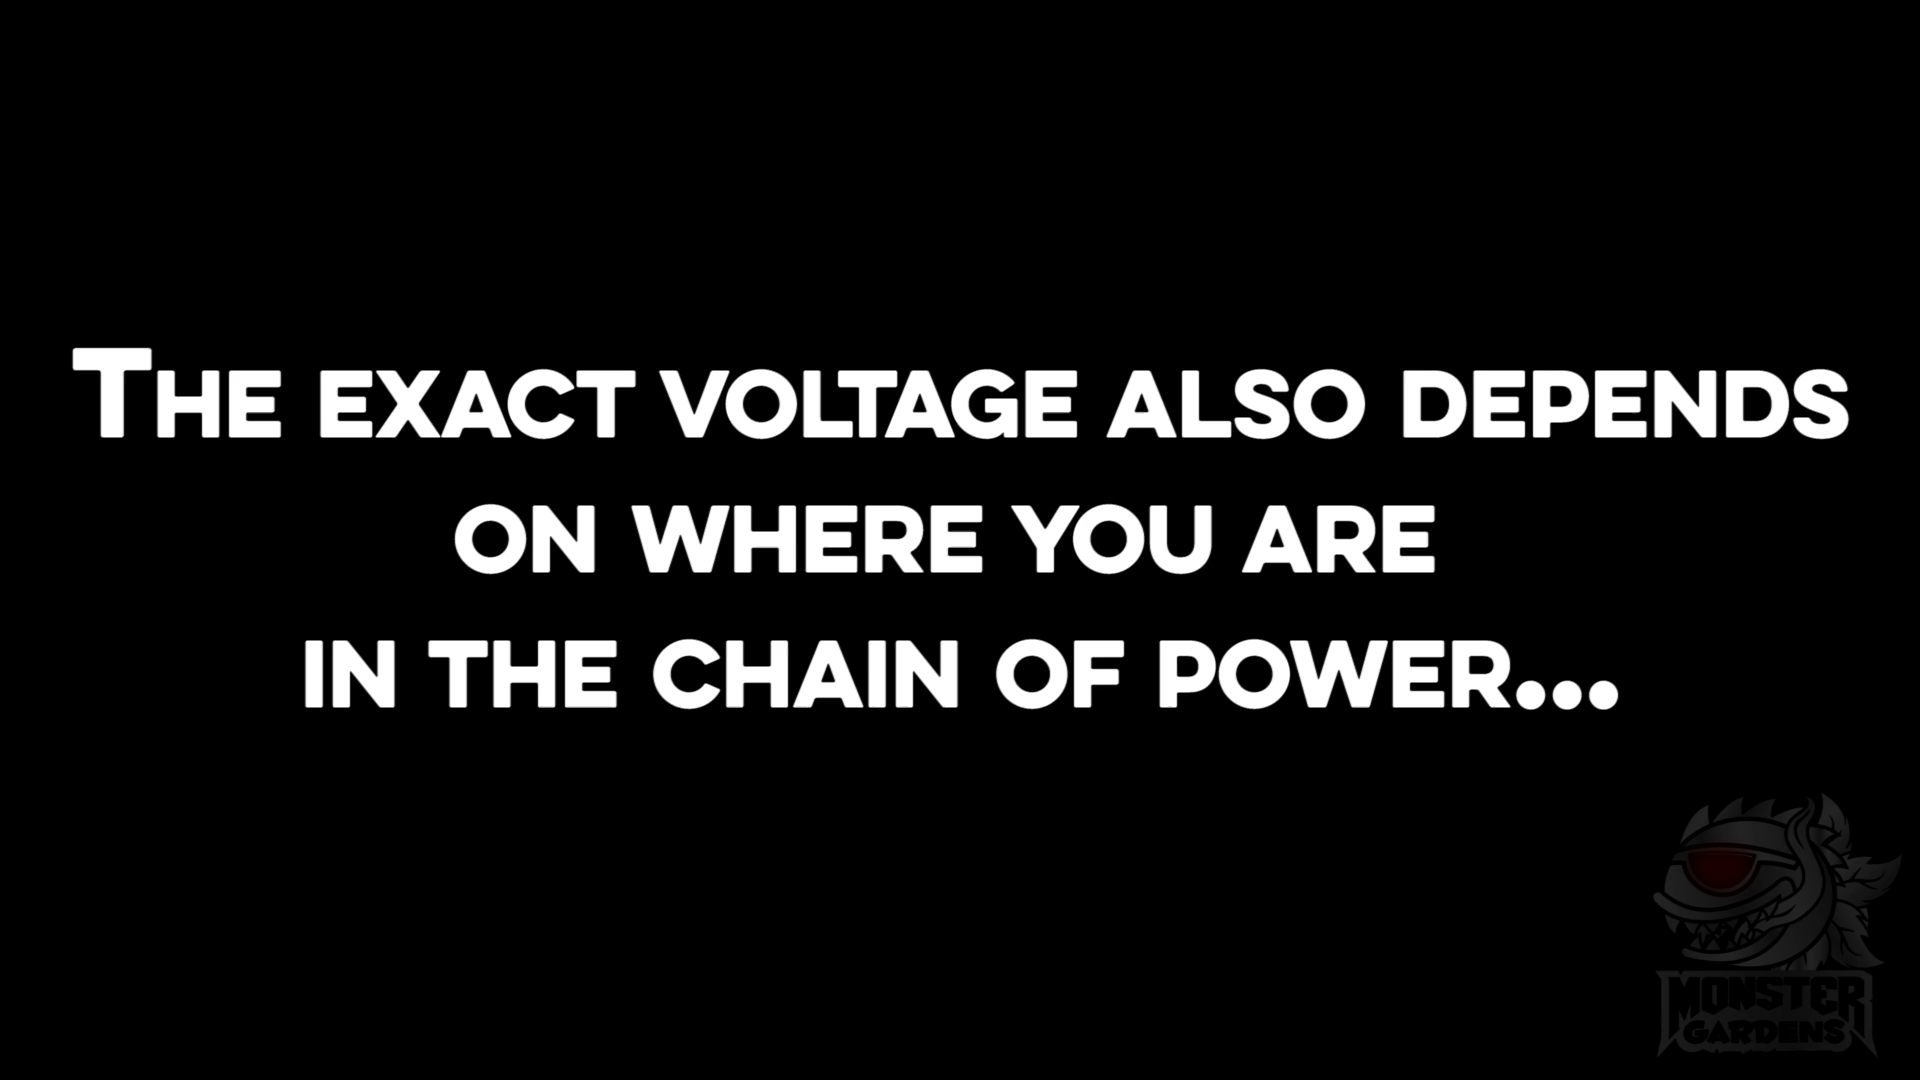 The exact voltage also depends
on where you are
in the chain of power...
MONSTER
GARDENS